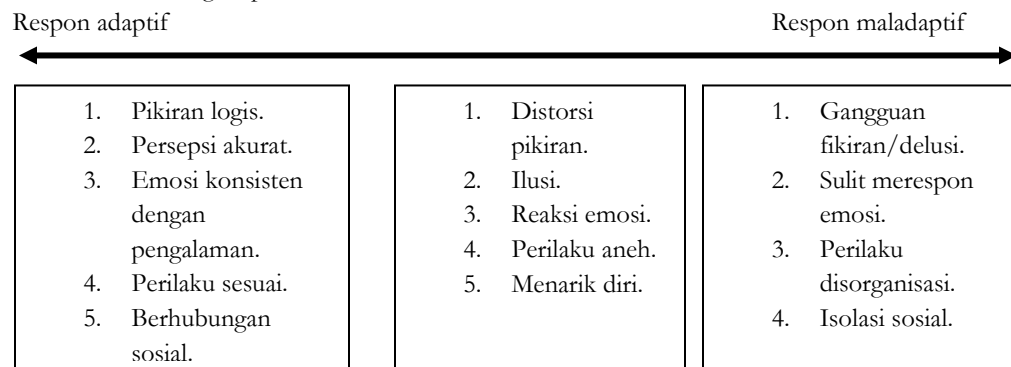 Respon adaptif
Respon maladaptif
1. Pikiran logis.
2. Persepsi akurat.
3. Emosi konsisten
dengan
pengalaman.
4. Perilaku sesuai.
5. Berhubungan
sosial.
1. Distorsi
pikiran.
2. Ilusi.
3. Reaksi emosi.
4. Perilaku aneh.
5. Menarik diri.
1. Gangguan
fikiran/delusi.
2. Sulit merespon
emosi.
3. Perilaku
disorganisasi.
4. Isolasi sosial.